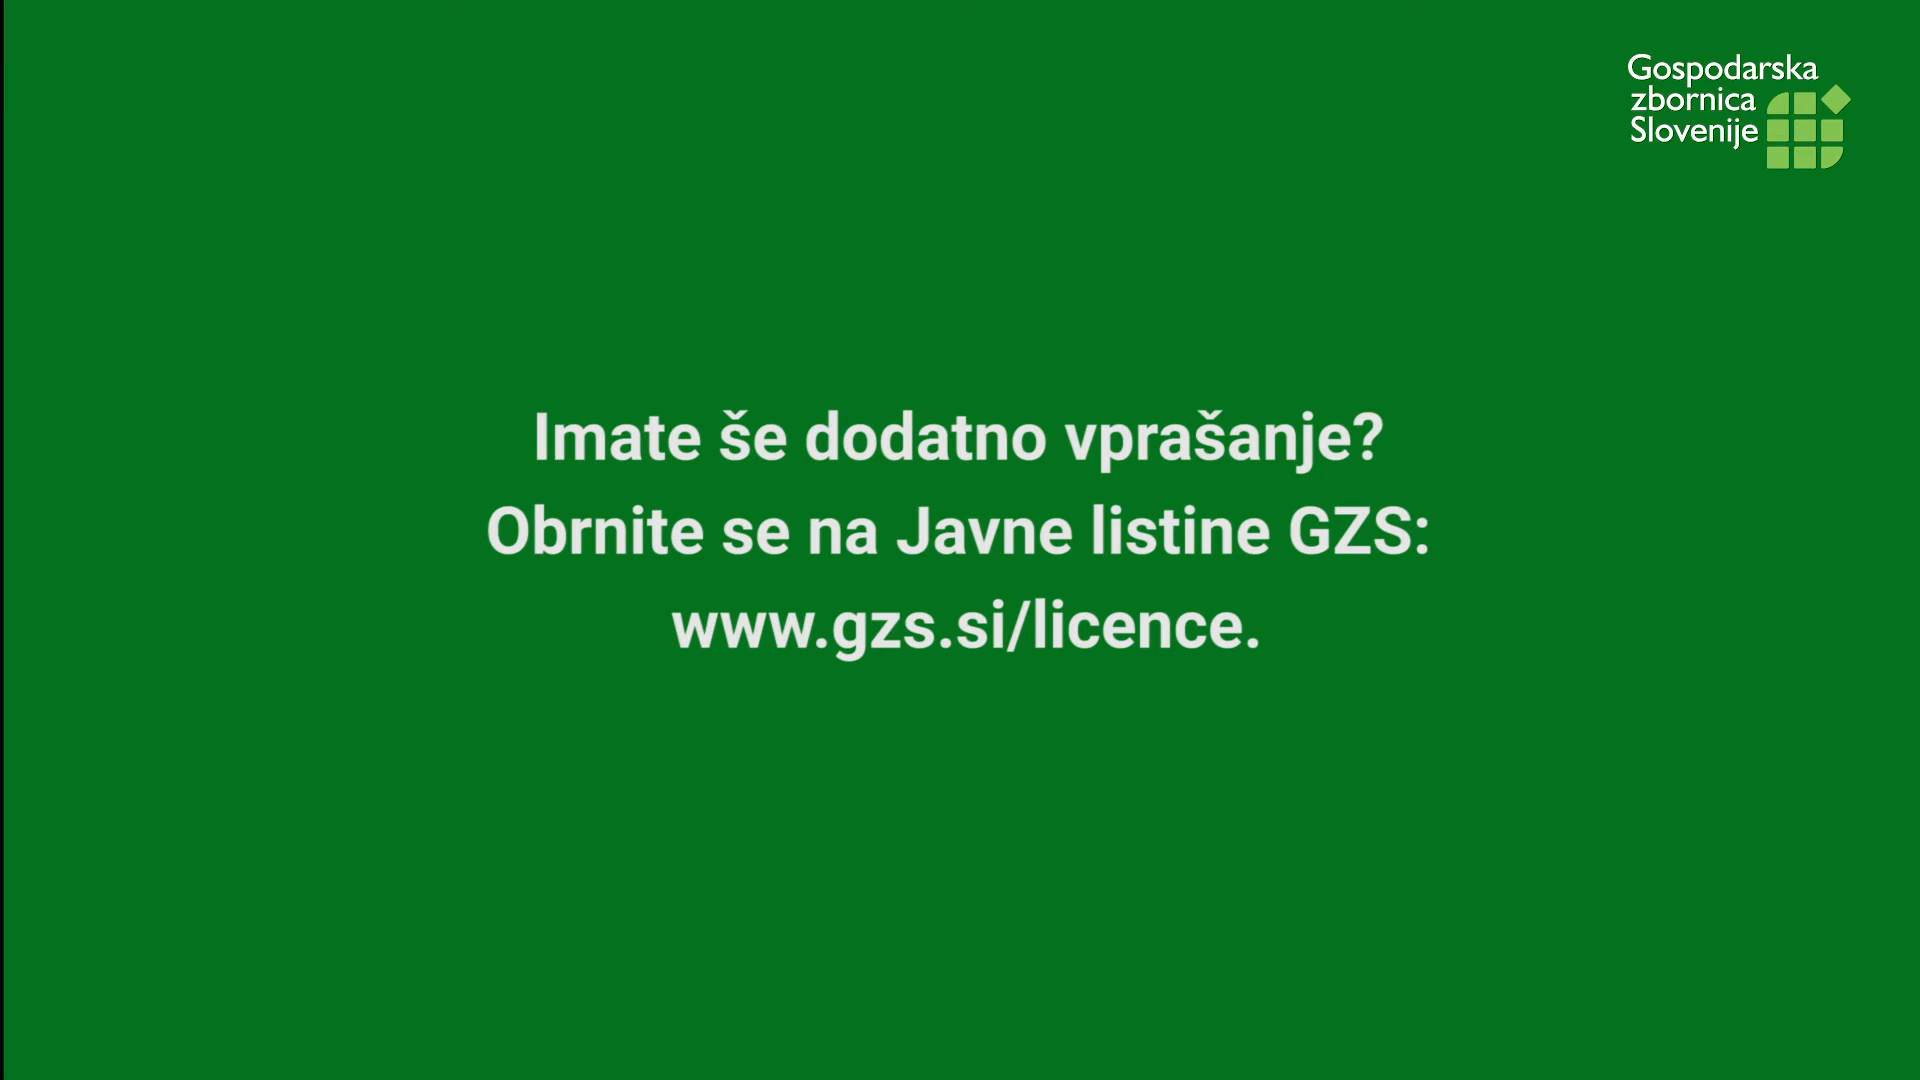 Gospodarska
zbornica
Slovenije
Imate še dodatno vprašanje?
Obrnite se na Javne listine GZS:
www.gzs.si/licence.